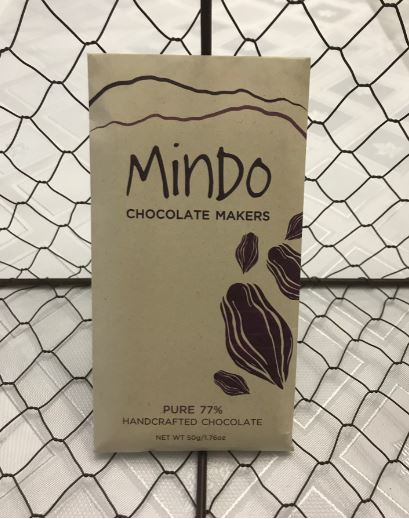 MinDo
CHOCOLATE MAKERS
PURE 77%
HANDCRAFTED CHOCOLATE
NET WT 50g/1.76oz